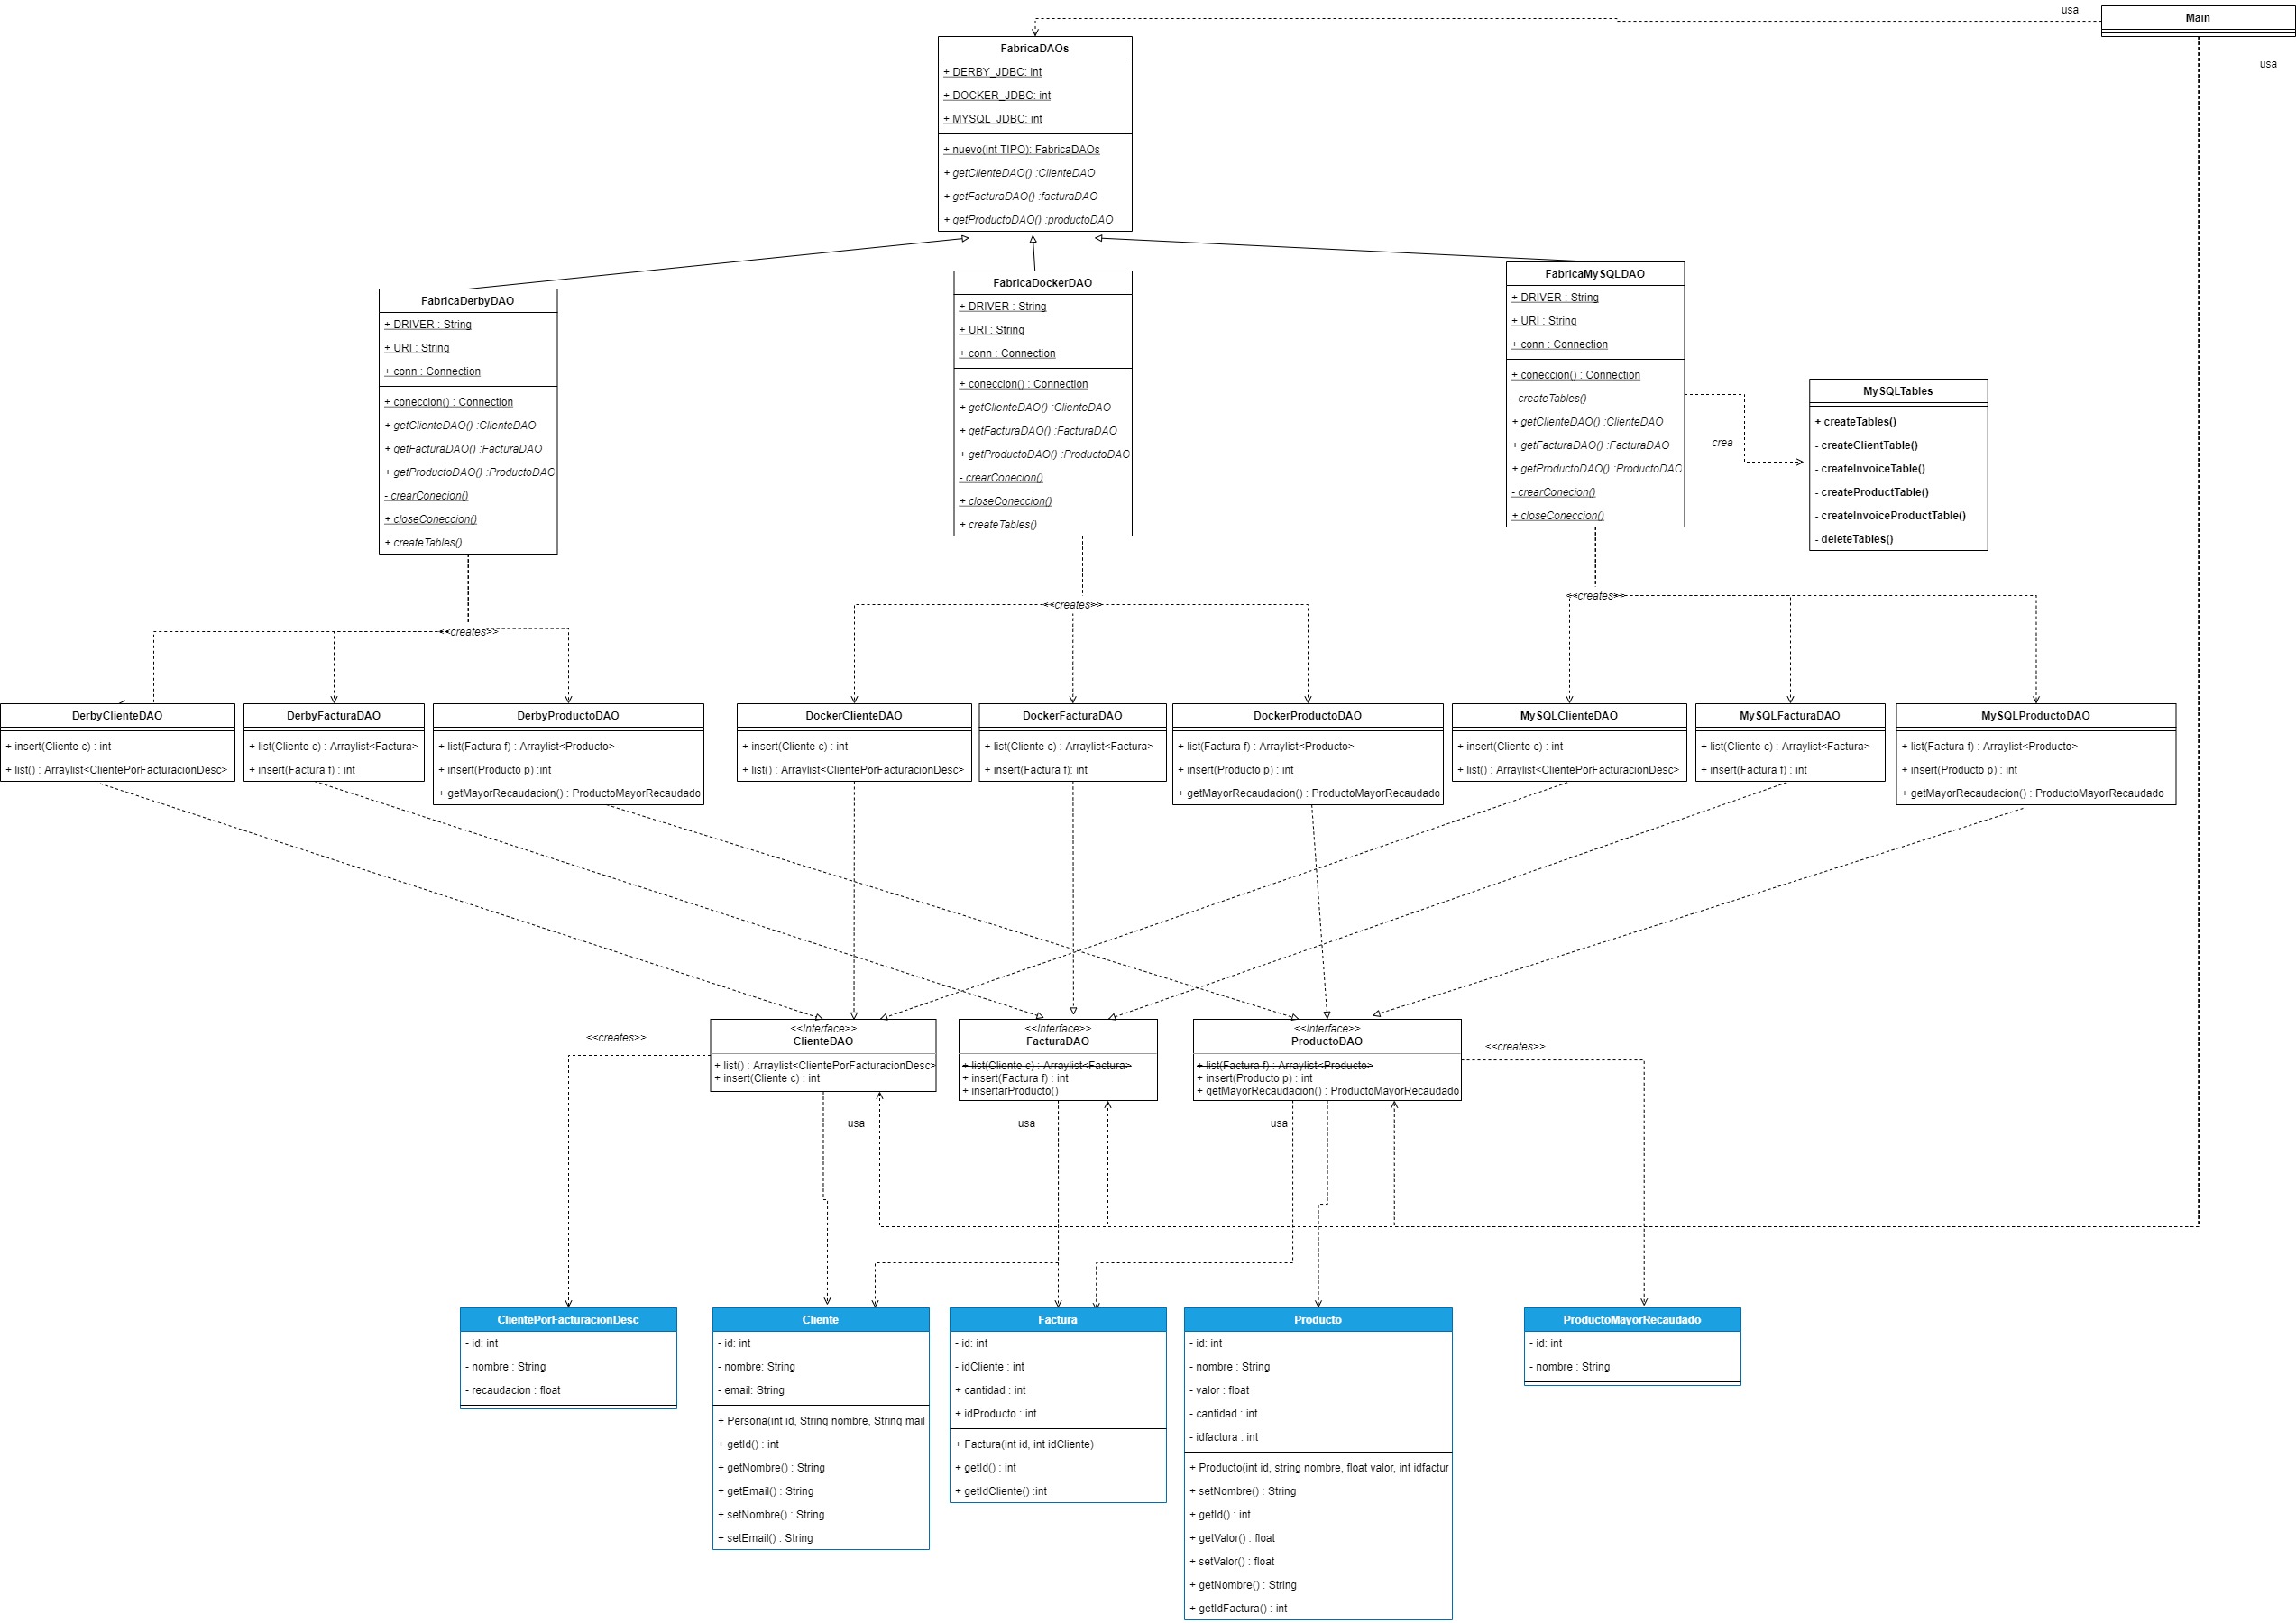 usa
Main
usa
FabricaDAOs
+ DERBY_JDBC: int
+ DOCKER_JDBC: int
+ MYSQL_JDBC: int
+ nuevo(int TIPO): FabricaDAOs
+ getClienteDAO() :ClienteDAO
+ getFacturaDAO() :facturaDAO
+ getProductoDAO() :productoDAO
FabricaDerbyDAO
+ DRIVER : String
+ URI : String
+ conn : Connection
+ coneccion() : Connection
+ getClienteDAO() :ClienteDAO
+ getFacturaDAO() :FacturaDAO
+ getProductoDAO() :ProductoDAO
- crearConecion()
+ closeConeccion()
+ createTables()
FabricaDockerDAO
+ DRIVER : String
+ URI : String
+ conn : Connection
+ coneccion() : Connection
+ getClienteDAO() :ClienteDAO
+ getFacturaDAO() :FacturaDAO
+ getProductoDAO() :ProductoDAO
- crearConecion()
+ closeConeccion()
+ createTables()
FabricaMySQLDAO
+ DRIVER : String
+ URI : String
+ conn : Connection
+ coneccion() : Connection
- createTables()
+ getClienteDAO() :ClienteDAO
+ getFacturaDAO() :FacturaDAO
+ getProductoDAO() :ProductoDAO
- crearConecion()
+ closeConeccion()
crea
MySQLTables
+ createTables()
- createClientTable()
- createInvoiceTable()
- createProductTable()
- createInvoiceProductTable()
- deleteTables()
<<creates>>
<<creates>>
<<creates>>
DerbyClienteDAO
+ insert(Cliente c) : int
+ list() : Arraylist<ClientePorFacturacionDesc>
DerbyFacturaDAO
+ list(Cliente c) : Arraylist<Factura>
+ insert(Factura f) : int
DerbyProductoDAO
+ list(Factura f) : Arraylist<Producto>
+ insert(Producto p) :int
+ getMayorRecaudacion() : ProductoMayorRecaudado
DockerClienteDAO
+ insert(Cliente c) : int
+ list() : Arraylist<ClientePorFacturacionDesc>
DockerFacturaDAO
+ list(Cliente c) : Arraylist<Factura>
+ insert(Factura f): int
DockerProductoDAO
+ list(Factura f) : Arraylist<Producto>
+ insert(Producto p) : int
+ getMayorRecaudacion() : ProductoMayorRecaudado
MySQLClienteDAO
+ insert(Cliente c) : int
+ list() : Arraylist<ClientePorFacturacionDesc>
MySQLFacturaDAO
+ list(Cliente c) : Arraylist<Factura>
+ insert(Factura f) : int
MySQLProductoDAO
+ list(Factura f) : Arraylist<Producto>
+ insert(Producto p) : int
+ getMayorRecaudacion() : ProductoMayorRecaudado
<<creates>>
<<Interface>>
ClienteDAO
+ list() : Arraylist<ClientePorFacturacionDesc>
+ insert(Cliente c) : int
<<Interface>>
FacturaDAO
+ list(Cliente c) : Arraylist<Factura>
+ insert(Factura f) : int
+ insertarProducto()
<<Interface>>
ProductoDAO
+ list(Factura f) : Arraylist<Producto>
+ insert(Producto p) : int
+ getMayorRecaudacion() : ProductoMayorRecaudado
<<creates>>
usa
usa
usa
ClientePorFacturacionDesc
- id: int
- nombre : String
- recaudacion : float
Cliente
- id: int
- nombre: String
- email: String
+ Persona(int id, String nombre, String mail
+ getId() : int
+ getNombre() : String
+ getEmail() : String
+ setNombre() : String
+ setEmail() : String
Factura
- id: int
- idCliente : int
+ cantidad : int
+ idProducto : int
+ Factura(int id, int idCliente)
+ getId() : int
+ getIdCliente() :int
Producto
- id: int
- nombre : String
- valor : float
- cantidad : int
- idfactura : int
+ Producto(int id, string nombre, float valor, int idfactur
+ setNombre() : String
+ getId() : int
+ getValor() : float
+ setValor() : float
+ getNombre() : String
+ getIdFactura() : int
ProductoMayorRecaudado
- id: int
- nombre : String